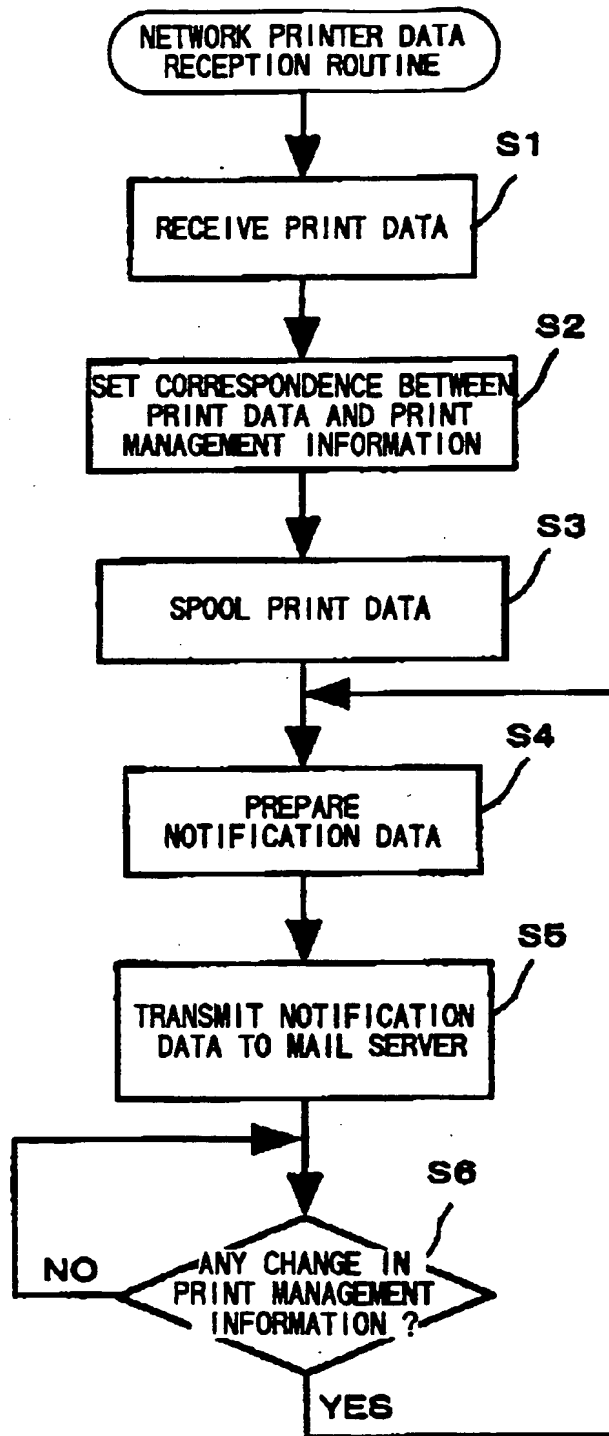 NETWORK PRINTER DATA
RECEPTION ROUTINE
S1
RECEIVE PRINT DATA
S2
SET CORRESPONDENCE BETWEEN
PRINT DATA AND PRINT
MANAGEMENT INFORMATION
S3
SPOOL PRINT DATA
S4
PREPARE
NOTIFICATION DATA
S5
TRANSMIT NOTIFICATION
DATA TO MAIL SERVER
S6
ANY CHANGE IN
PRINT MANAGEMENT
INFORMATION ?
NO
YES